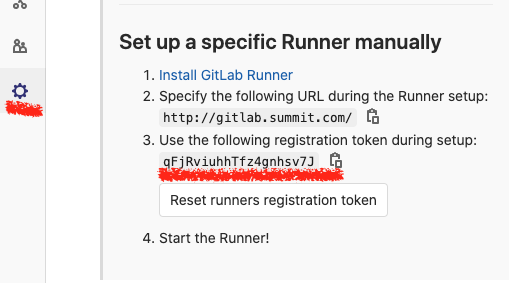 Set up a specific Runner manually
1. Install GitLab Runner
2. Specify the following URL during the Runner setup:
http://gitlab.summit.com/
3. Use the following registration token during setup:
qFjRviuhhTfz4gnhsv7J
Reset runners registration token
4. Start the Runner!